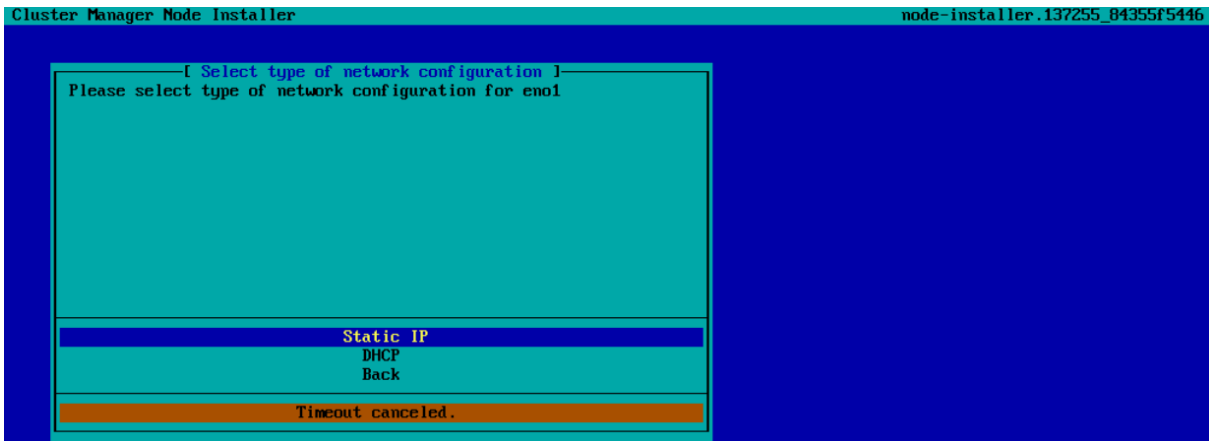 Cluster Manager Node Installer
node-installer.137255_84355f5446
[ Select type of network configuration ]
Please select type of network configuration for eno1
Static IP
DHCP
Back
Timeout canceled.